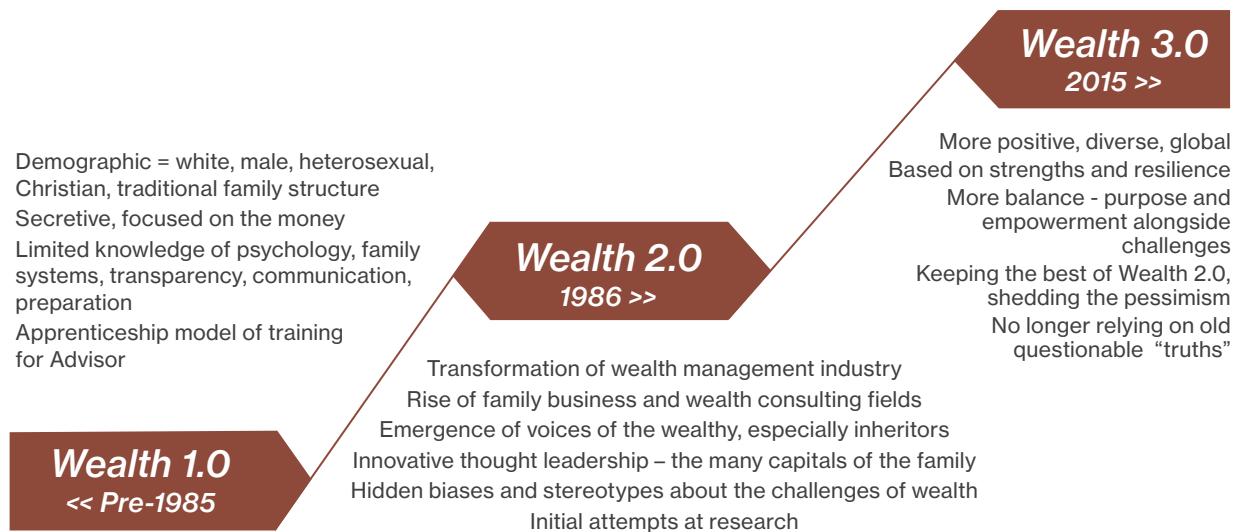 Wealth 3.0
2015 >>
More positive, diverse, global
Based on strengths and resilience
More balance - purpose and
empowerment alongside
challenges
Keeping the best of Wealth 2.0,
shedding the pessimism
No longer relying on old
questionable “truths”
Demographic = white, male, heterosexual,
Christian, traditional family structure
Secretive, focused on the money
Limited knowledge of psychology, family
systems, transparency, communication,
preparation
Apprenticeship model of training
for Advisor
Wealth 2.0
1986 >>
Transformation of wealth management industry
Rise of family business and wealth consulting fields
Emergence of voices of the wealthy, especially inheritors
Innovative thought leadership – the many capitals of the family
Hidden biases and stereotypes about the challenges of wealth
Initial attempts at research
Wealth 1.0
<< Pre-1985